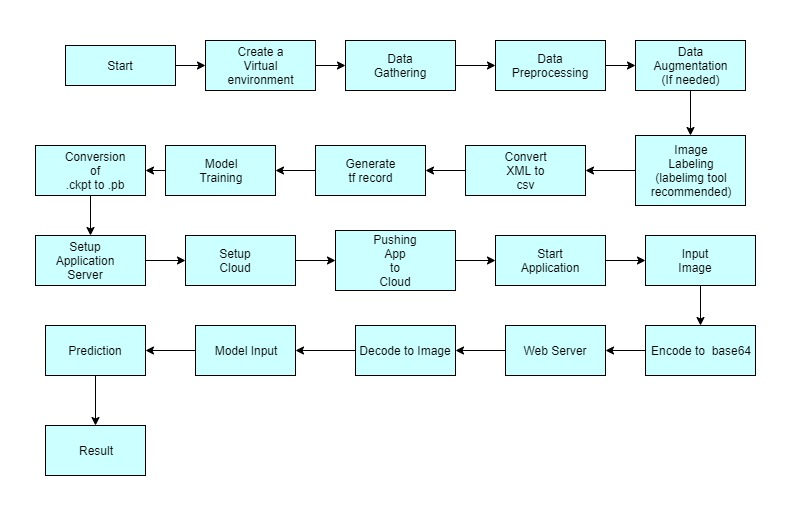 Start
Create a
Virtual
environment
Data
Gathering
Data
Preprocessing
Data
Augmentation
(If needed)
Image
Labeling
(labelimg tool
recommended)
Convert
XML to
csv
Generate
tf record
Model
Training
Conversion
of
.ckpt to .pb
Setup
Application
Server
Setup
Cloud
Pushing
App
to
Cloud
Start
Application
Input
Image
Encode to base64
Web Server
Decode to Image
Model Input
Prediction
Result